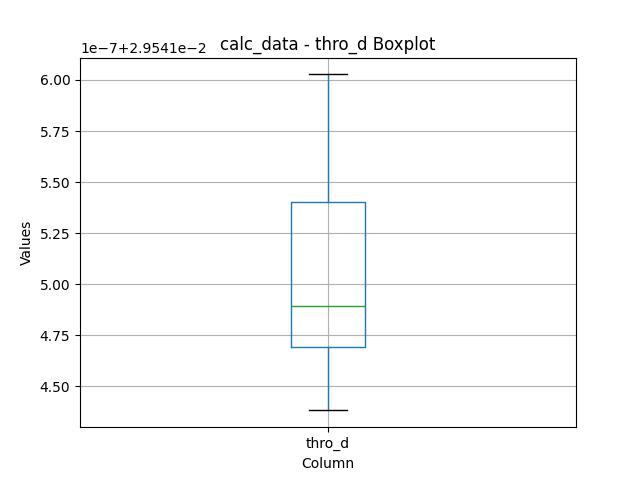 calc_data - thro_d Boxplot
1e−7+2.9541e−2
6.00
5.75
5.50
5.25
5.00
4.75
4.50
Values
thro_d
Column